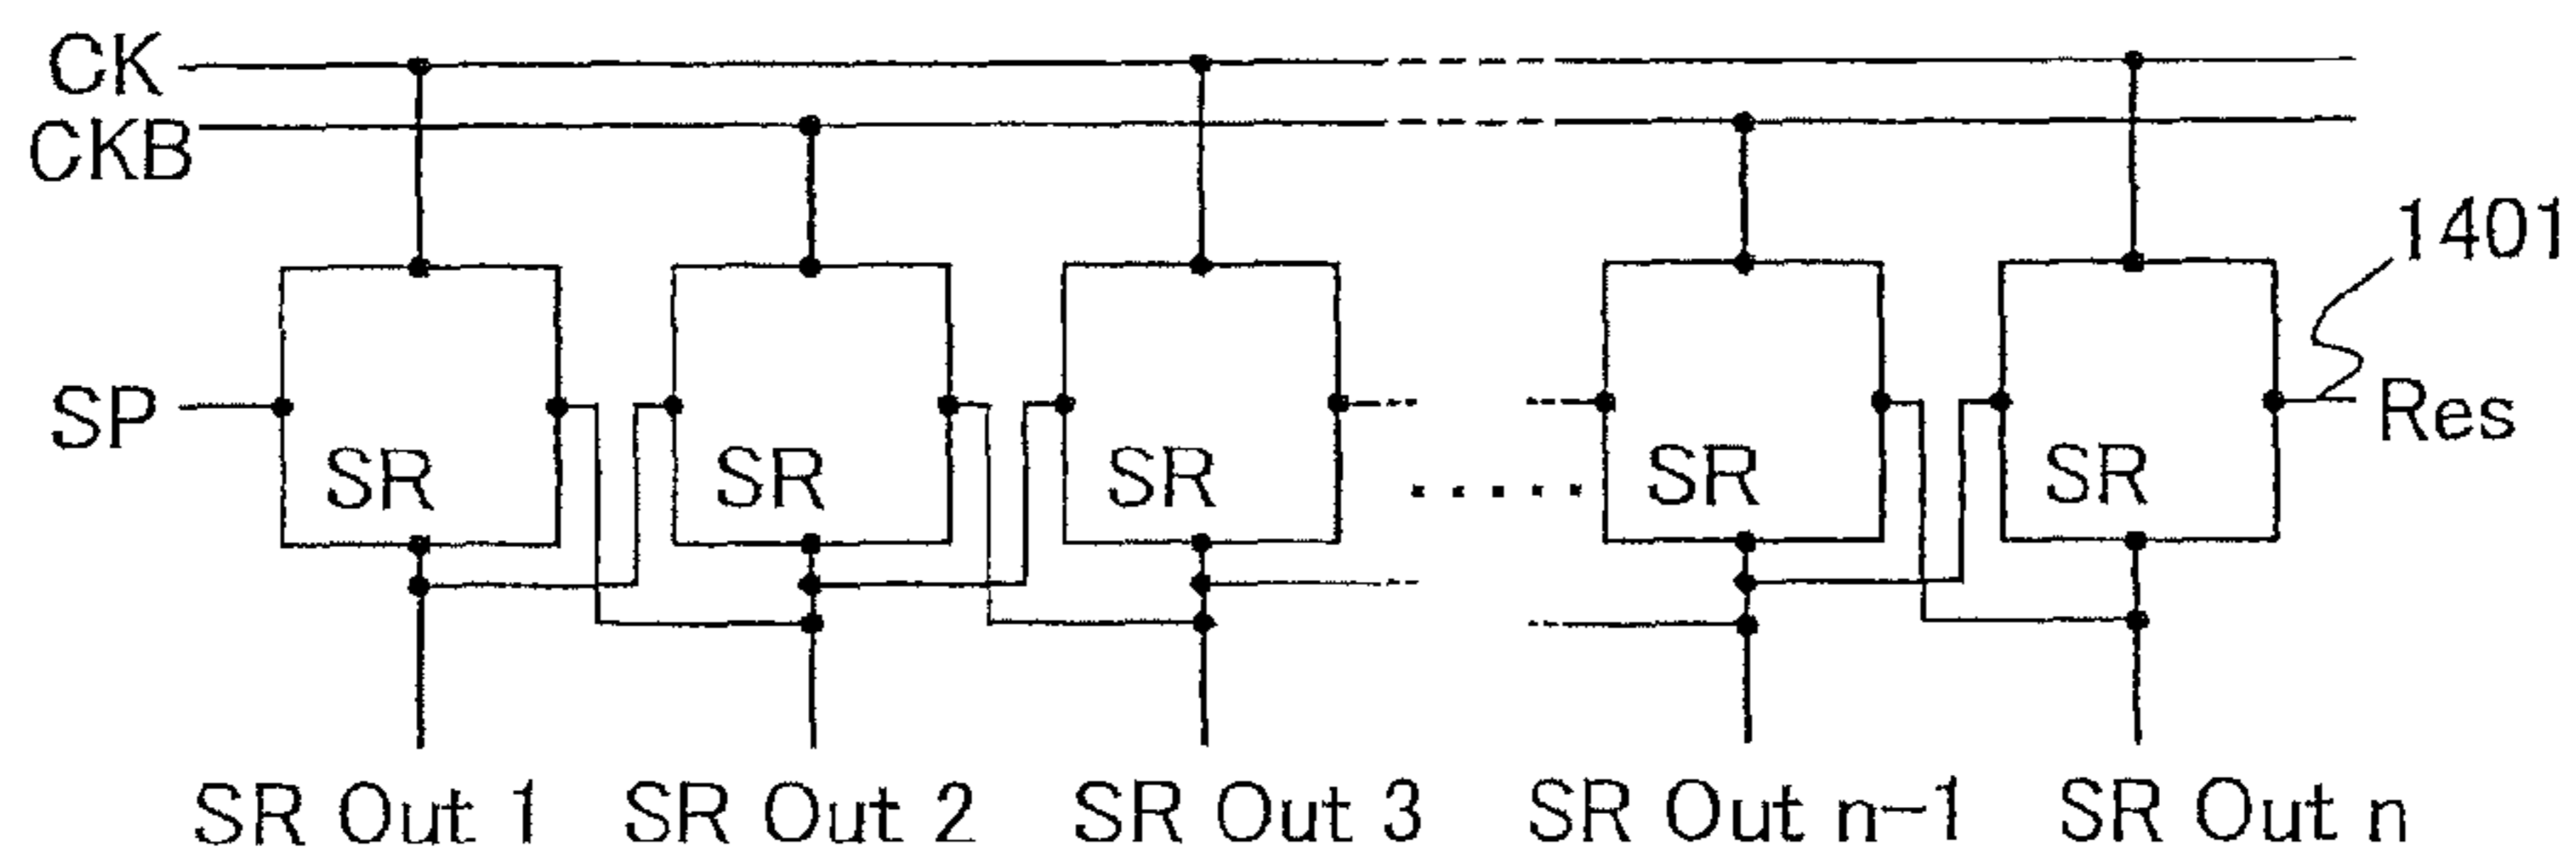 CK
CKB
1401
SP
Res
SR
SR
SR
SR
SR
SR Out 1
SR Out 2
SR Out 3
SR Out n-1
SR Out n